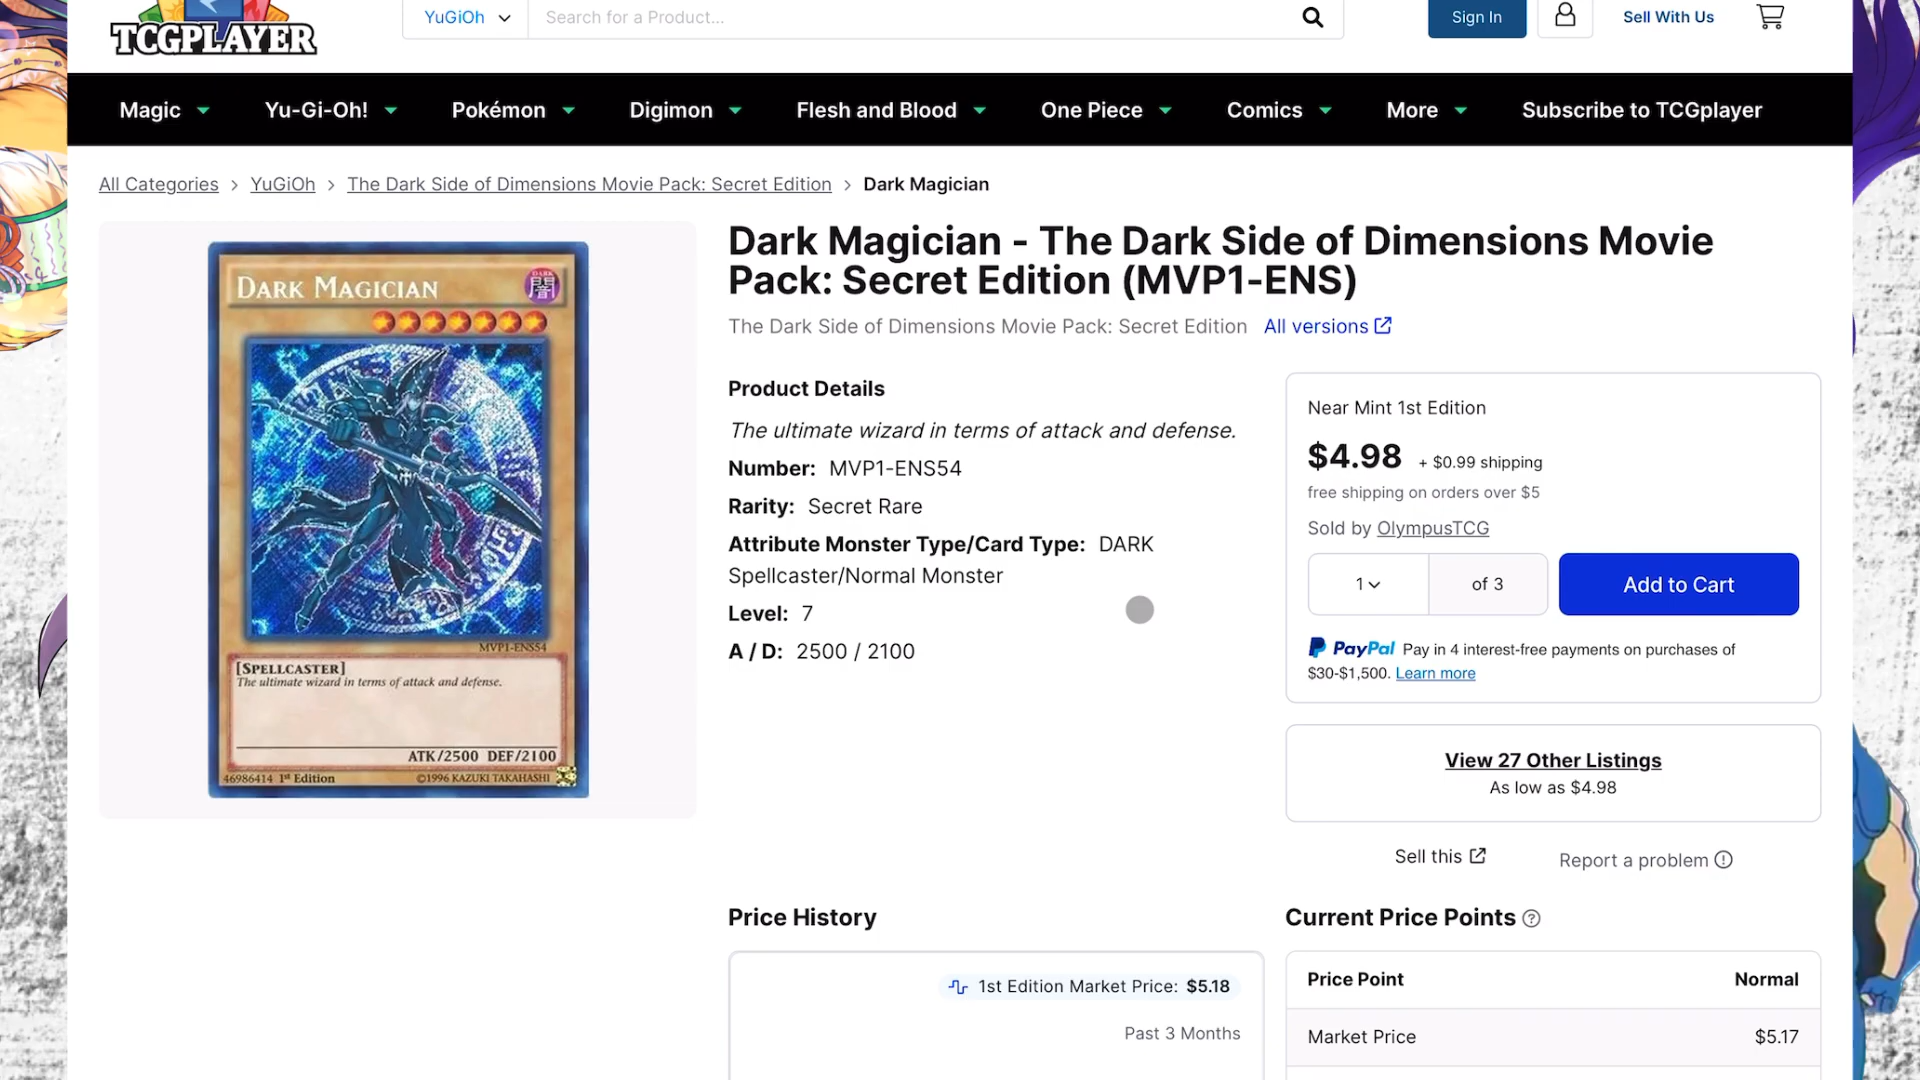 TCGPLAYER
YuGiOh
Search for a Product...
Sign In
Sell With Us
Magic
Yu-Gi-Oh!
Pokémon
Digimon
Flesh and Blood
One Piece
Comics
More
Subscribe to TCGplayer
All Categories > YuGiOh > The Dark Side of Dimensions Movie Pack: Secret Edition > Dark Magician
DARK MAGICIAN
DARK
闇
MVP1-ENS54
[SPELLCASTER]
The ultimate wizard in terms of attack and defense.
ATK/2500 DEF/2100
46986414 1st Edition
©1996 KAZUKI TAKAHASHI
Dark Magician - The Dark Side of Dimensions Movie
Pack: Secret Edition (MVP1-ENS)
The Dark Side of Dimensions Movie Pack: Secret Edition All versions
Product Details
The ultimate wizard in terms of attack and defense.
Number: MVP1-ENS54
Rarity: Secret Rare
Attribute Monster Type/Card Type: DARK
Spellcaster/Normal Monster
Level: 7
A / D: 2500 / 2100
Near Mint 1st Edition
$4.98 + $0.99 shipping
free shipping on orders over $5
Sold by OlympusTCG
1 of 3
Add to Cart
PayPal Pay in 4 interest-free payments on purchases of
$30-$1,500. Learn more
View 27 Other Listings
As low as $4.98
Sell this
Report a problem
Price History
1st Edition Market Price: $5.18
Past 3 Months
Current Price Points
Price Point Normal
Market Price $5.17